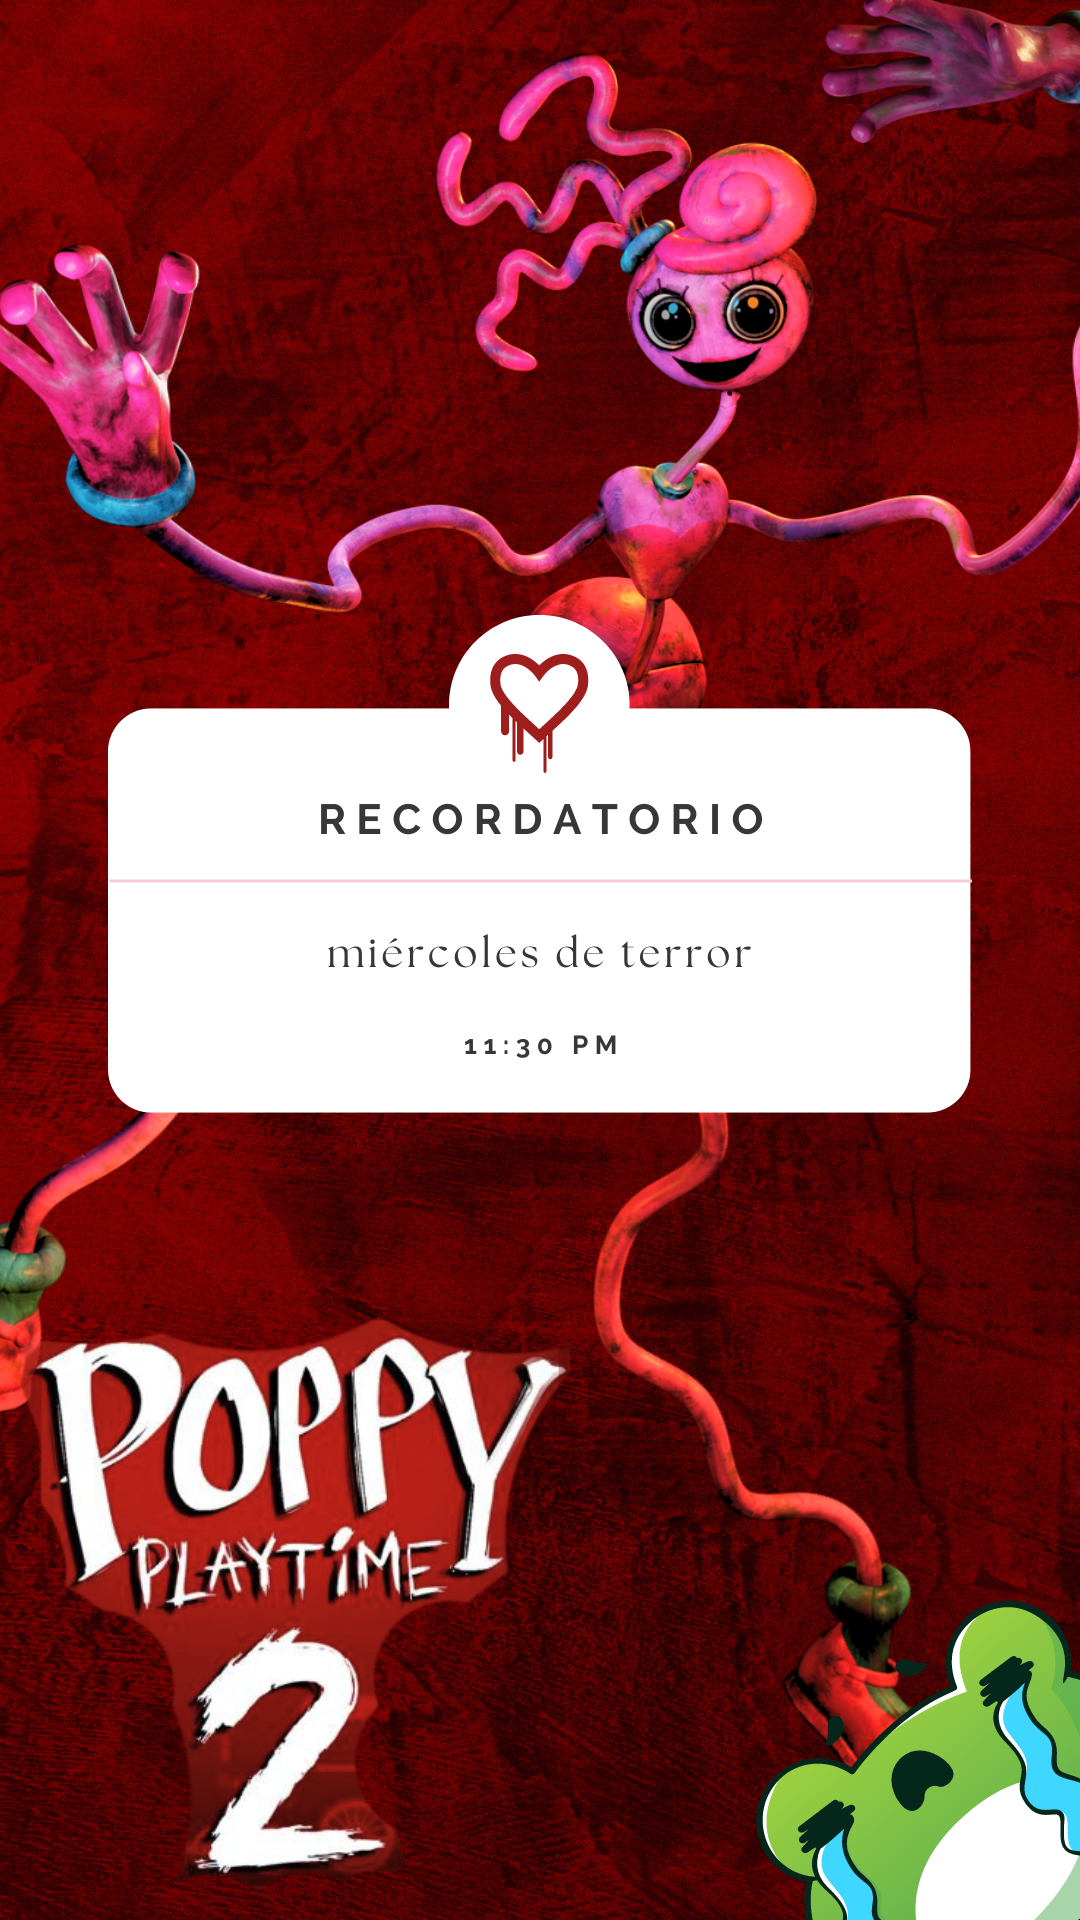 RECORDATORIO
miércoles de terror
11:30 PM
POPPY
PLAYTiME
2